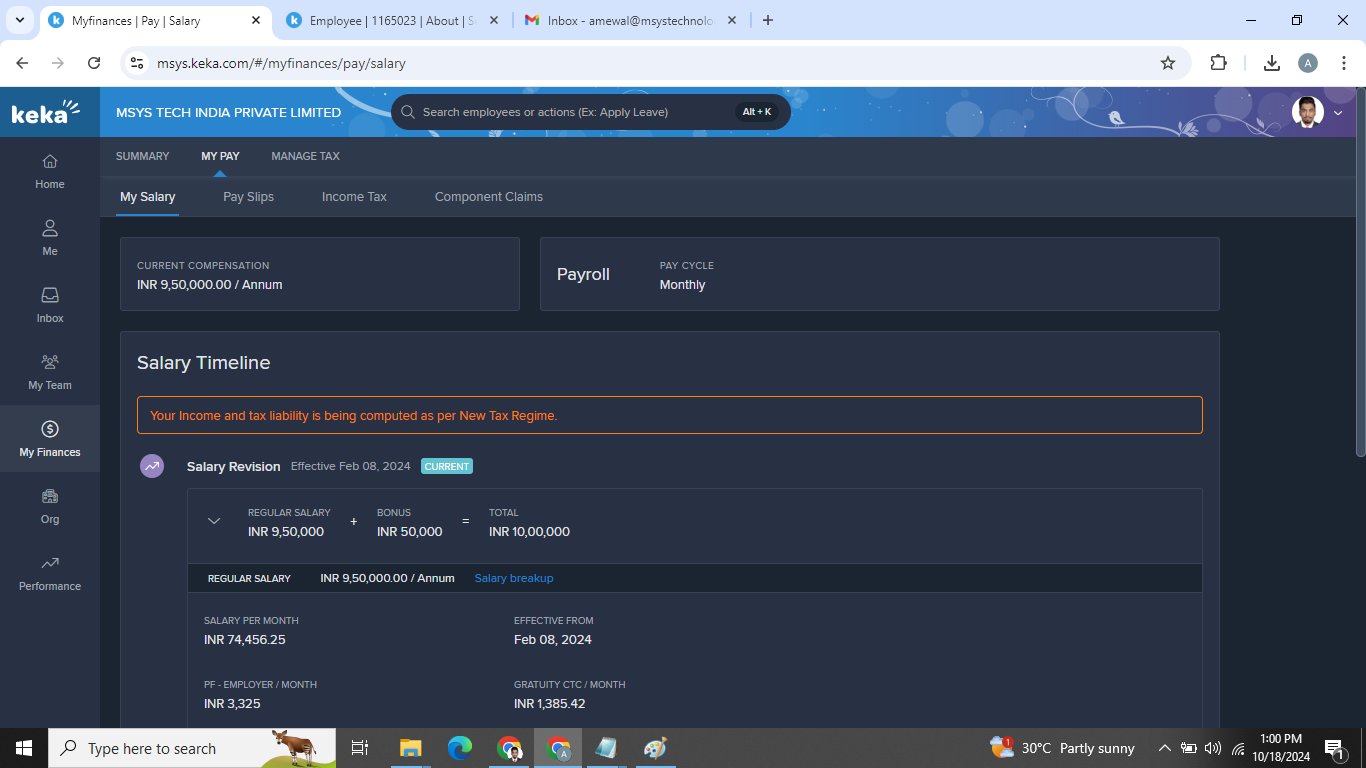 Myfinances | Pay | Salary
Employee | 1165023 | About | S
Inbox - amewal@msystechnolo
msys.keka.com/#/myfinances/pay/salary
A
keka
MSYS TECH INDIA PRIVATE LIMITED
Search employees or actions (Ex: Apply Leave)
Alt + K
Home
Me
Inbox
My Team
My Finances
Org
Performance
SUMMARY
MY PAY
MANAGE TAX
My Salary
Pay Slips
Income Tax
Component Claims
CURRENT COMPENSATION
INR 9,50,000.00 / Annum
Payroll
PAY CYCLE
Monthly
Salary Timeline
Your Income and tax liability is being computed as per New Tax Regime.
Salary Revision Effective Feb 08, 2024 CURRENT
REGULAR SALARY
INR 9,50,000
+
BONUS
INR 50,000
=
TOTAL
INR 10,00,000
REGULAR SALARY INR 9,50,000.00 / Annum Salary breakup
SALARY PER MONTH
INR 74,456.25
EFFECTIVE FROM
Feb 08, 2024
PF - EMPLOYER / MONTH
INR 3,325
GRATUITY CTC / MONTH
INR 1,385.42
Type here to search
1
30°C Partly sunny
1:00 PM
10/18/2024
1